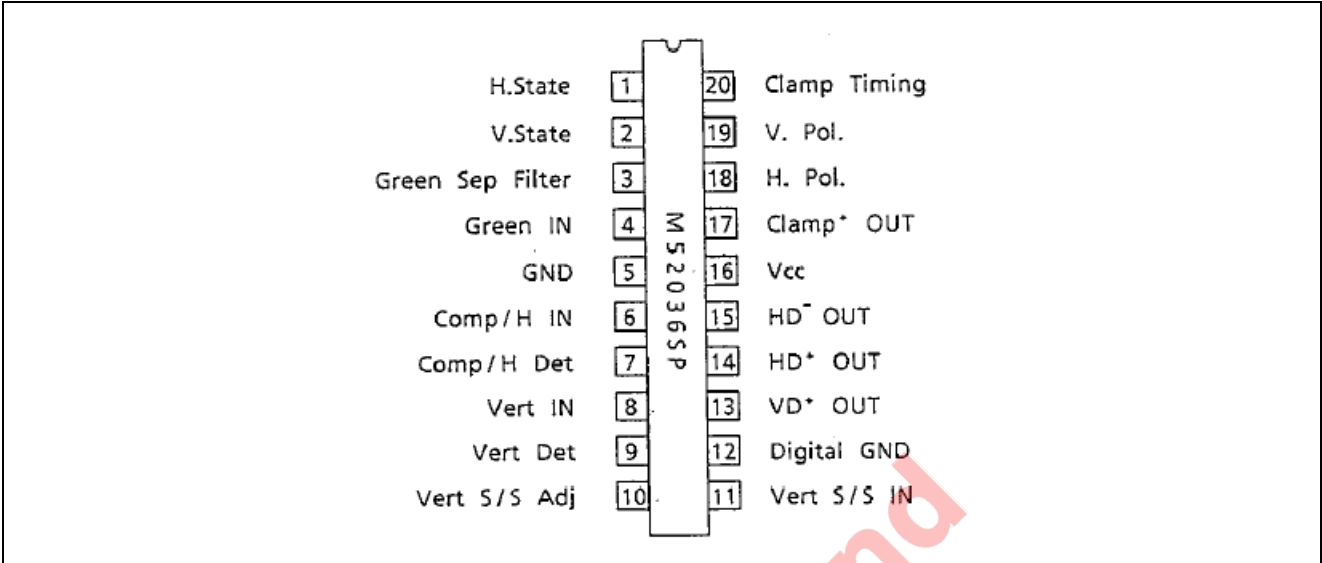 H.State 1 20 Clamp Timing
V.State 2 19 V. Pol.
Green Sep Filter 3 18 H. Pol.
Green IN 4 17 Clamp⁺ OUT
GND 5 16 Vcc
Comp/H IN 6 15 HD⁻ OUT
Comp/H Det 7 14 HD⁺ OUT
Vert IN 8 13 VD⁺ OUT
Vert Det 9 12 Digital GND
Vert S/S Adj 10 11 Vert S/S IN
M52036SP
nd